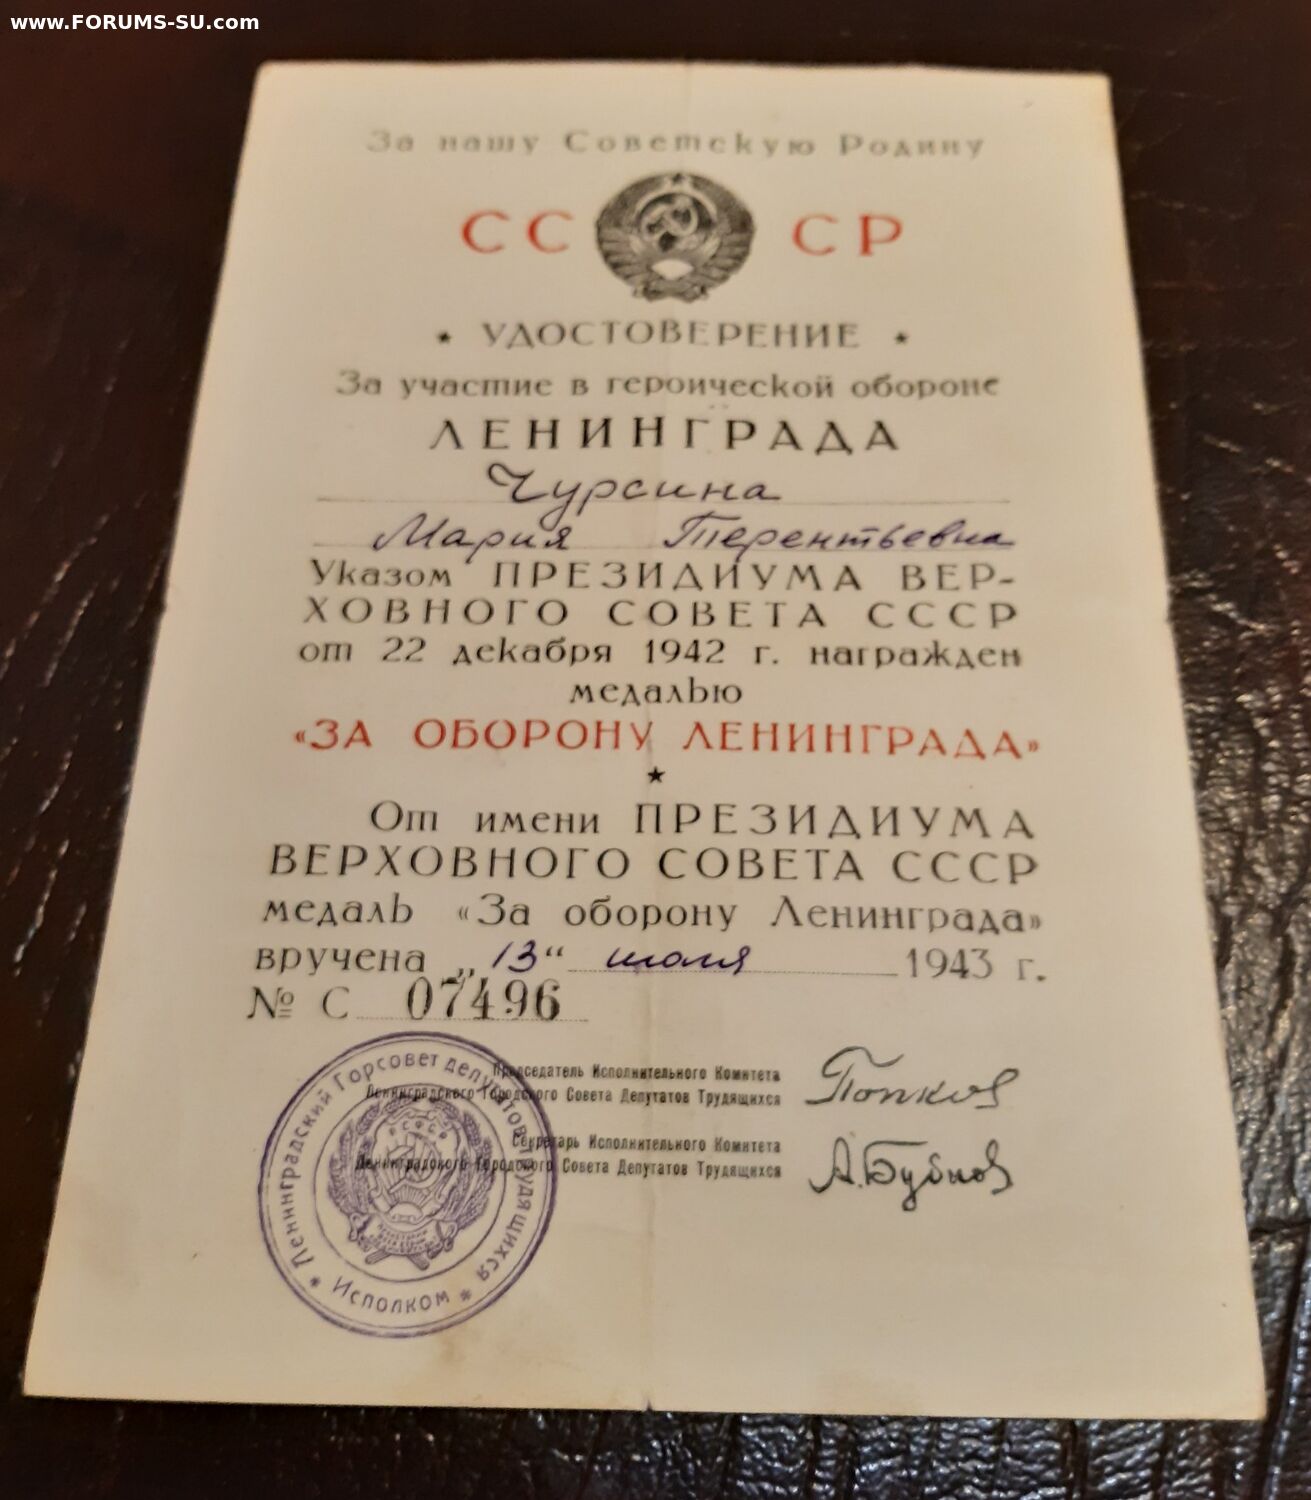 www.FORUMS-SU.com
За нашу Советскую Родину
СС СР
★ УДОСТОВЕРЕНИЕ ★
За участие в героической обороне
ЛЕНИНГРАДА
Чурсина
Мария Терентьевна
Указом ПРЕЗИДИУМА ВЕР-
ХОВНОГО СОВЕТА СССР
от 22 декабря 1942 г. награжден
медалью
«ЗА ОБОРОНУ ЛЕНИНГРАДА»
★
От имени ПРЕЗИДИУМА
ВЕРХОВНОГО СОВЕТА СССР
медаль «За оборону Ленинграда»
вручена „13“ июля 1943 г.
№ С 07496
Председатель Исполнительного Комитета
Ленинградского Городского Совета Депутатов Трудящихся
Попков
Секретарь Исполнительного Комитета
Ленинградского Городского Совета Депутатов Трудящихся
А.Бубнов
Ленинградский Горсовет депутатов трудящихся
* Исполком *
РСФСР